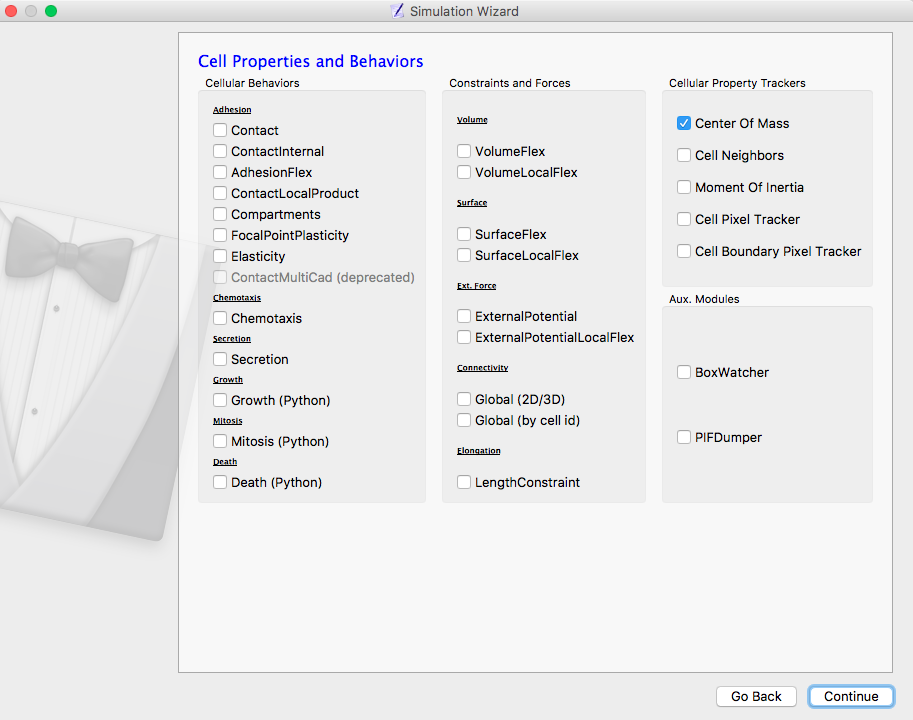 Simulation Wizard
Cell Properties and Behaviors
Cellular Behaviors
Adhesion
Contact
ContactInternal
AdhesionFlex
ContactLocalProduct
Compartments
FocalPointPlasticity
Elasticity
ContactMultiCad (deprecated)
Chemotaxis
Chemotaxis
Secretion
Secretion
Growth
Growth (Python)
Mitosis
Mitosis (Python)
Death
Death (Python)
Constraints and Forces
Volume
VolumeFlex
VolumeLocalFlex
Surface
SurfaceFlex
SurfaceLocalFlex
Ext. Force
ExternalPotential
ExternalPotentialLocalFlex
Connectivity
Global (2D/3D)
Global (by cell id)
Elongation
LengthConstraint
Cellular Property Trackers
Center Of Mass
Cell Neighbors
Moment Of Inertia
Cell Pixel Tracker
Cell Boundary Pixel Tracker
Aux. Modules
BoxWatcher
PIFDumper
Go Back
Continue